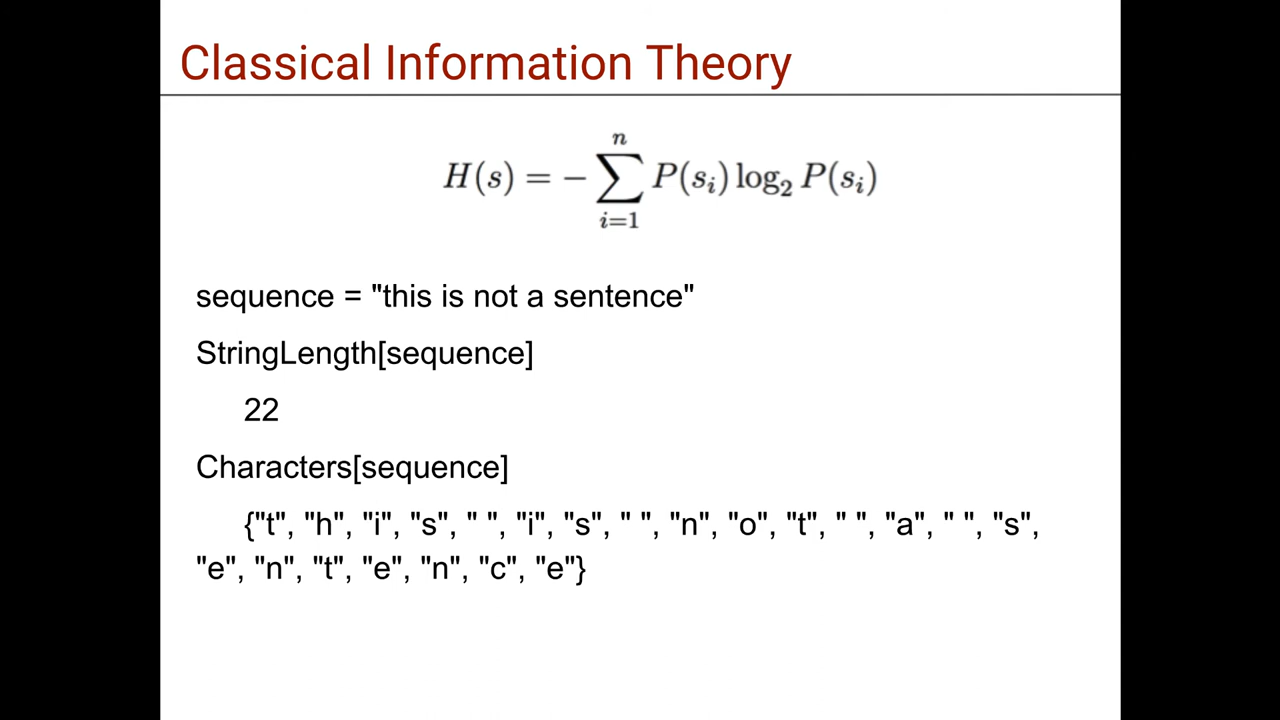 Classical Information Theory
H(s) = − ∑_{i=1}^{n} P(s_i) log_2 P(s_i)
sequence = "this is not a sentence"
StringLength[sequence]
22
Characters[sequence]
{"t", "h", "i", "s", " ", "i", "s", " ", "n", "o", "t", " ", "a", " ", "s",
"e", "n", "t", "e", "n", "c", "e"}